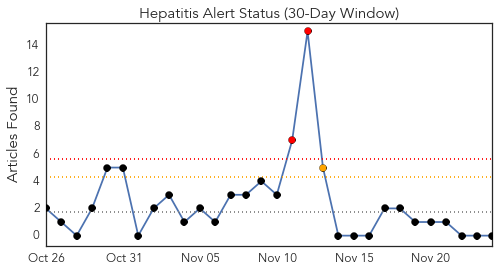 Hepatitis Alert Status (30-Day Window)
Articles Found
14
12
10
8
6
4
2
0
Oct 26
Oct 31
Nov 05
Nov 10
Nov 15
Nov 20